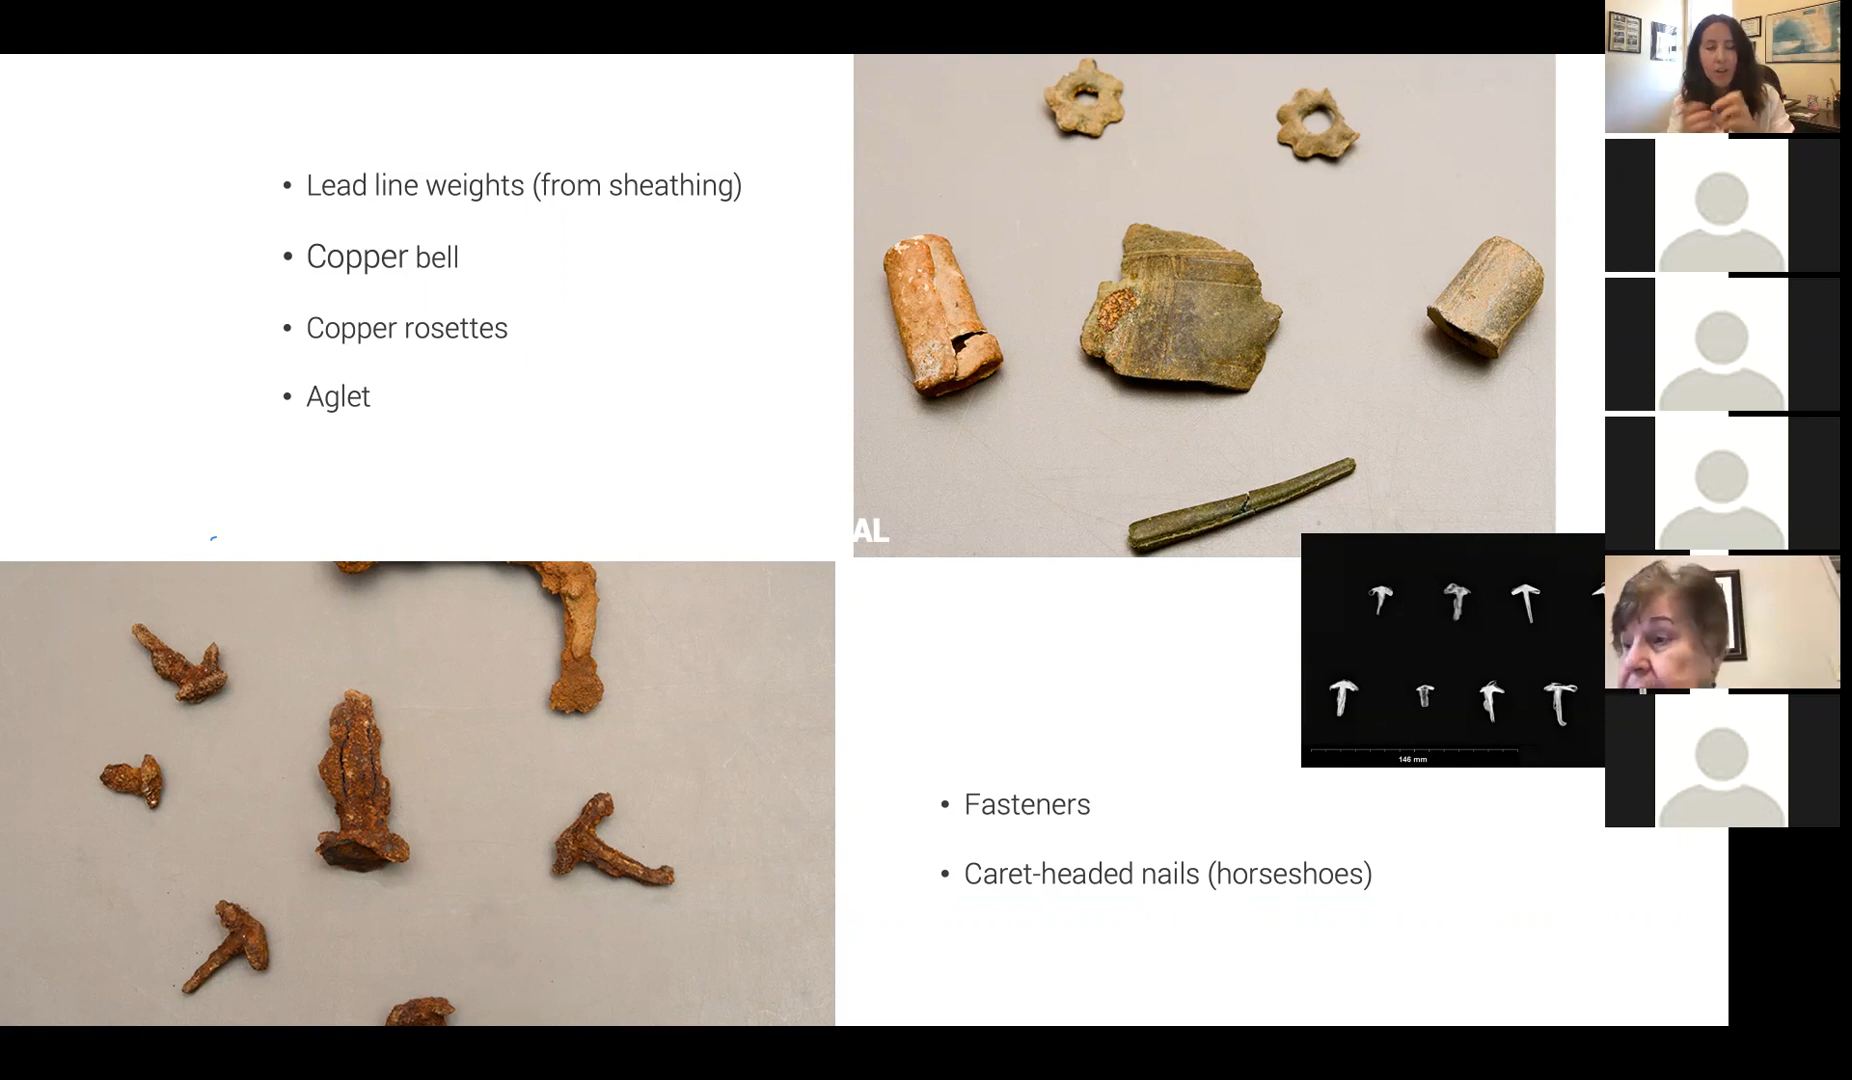 • Lead line weights (from sheathing)
• Copper bell
• Copper rosettes
• Aglet
AL
146 mm
• Fasteners
• Caret-headed nails (horseshoes)